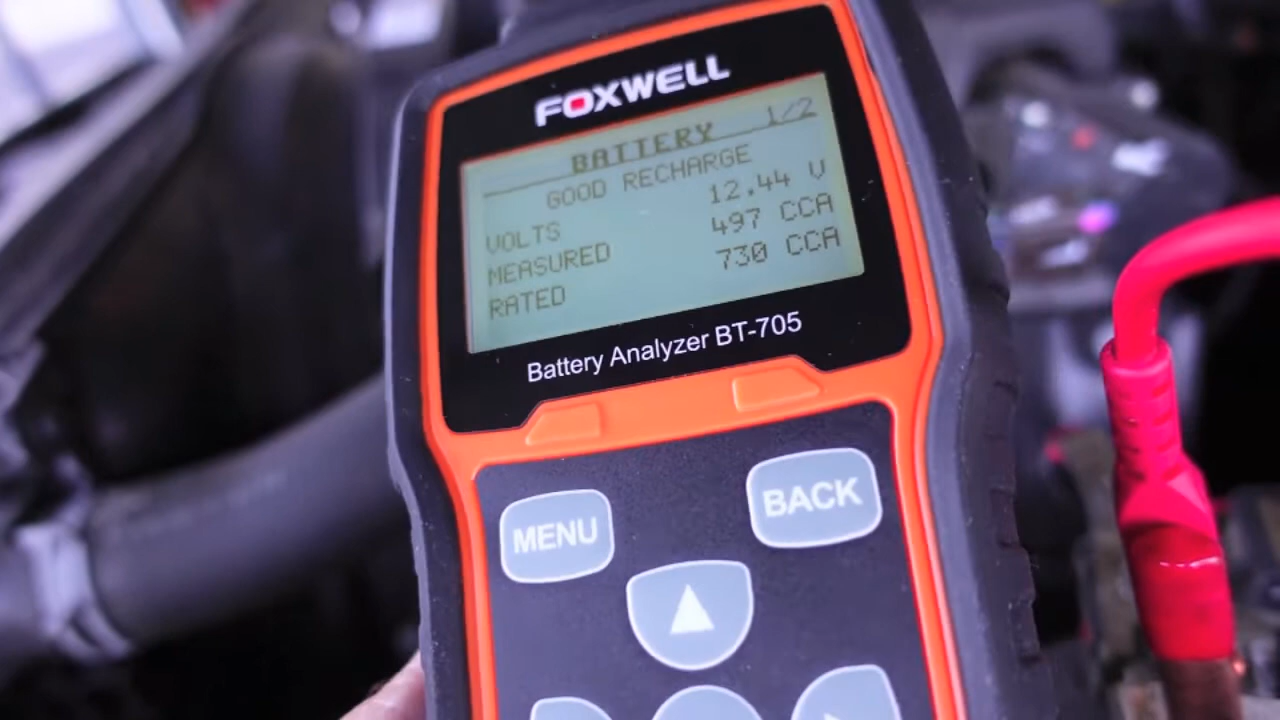 FOXWELL
BATTERY 1/2
GOOD RECHARGE
VOLTS 12.44 V
MEASURED 497 CCA
RATED 730 CCA
Battery Analyzer BT-705
MENU
BACK